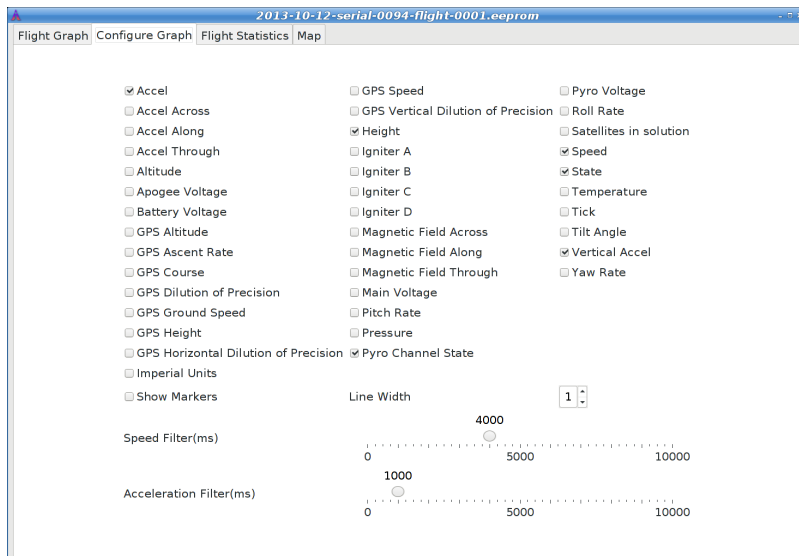 2013-10-12-serial-0094-flight-0001.eeprom
Flight Graph Configure Graph Flight Statistics Map
Accel GPS Speed Pyro Voltage
Accel Across GPS Vertical Dilution of Precision Roll Rate
Accel Along Height Satellites in solution
Accel Through Igniter A Speed
Altitude Igniter B State
Apogee Voltage Igniter C Temperature
Battery Voltage Igniter D Tick
GPS Altitude Magnetic Field Across Tilt Angle
GPS Ascent Rate Magnetic Field Along Vertical Accel
GPS Course Magnetic Field Through Yaw Rate
GPS Dilution of Precision Main Voltage
GPS Ground Speed Pitch Rate
GPS Height Pressure
GPS Horizontal Dilution of Precision Pyro Channel State
Imperial Units
Show Markers Line Width 1
4000
Speed Filter(ms)
0 5000 10000
1000
Acceleration Filter(ms)
0 5000 10000